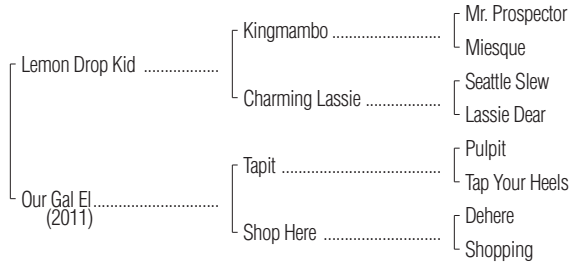 Mr. Prospector
Kingmambo ........................
Miesque
Lemon Drop Kid ................
Seattle Slew
Charming Lassie ................
Lassie Dear
Pulpit
Tapit ..................................
Tap Your Heels
Our Gal El...........................
(2011)
Dehere
Shop Here .........................
Shopping